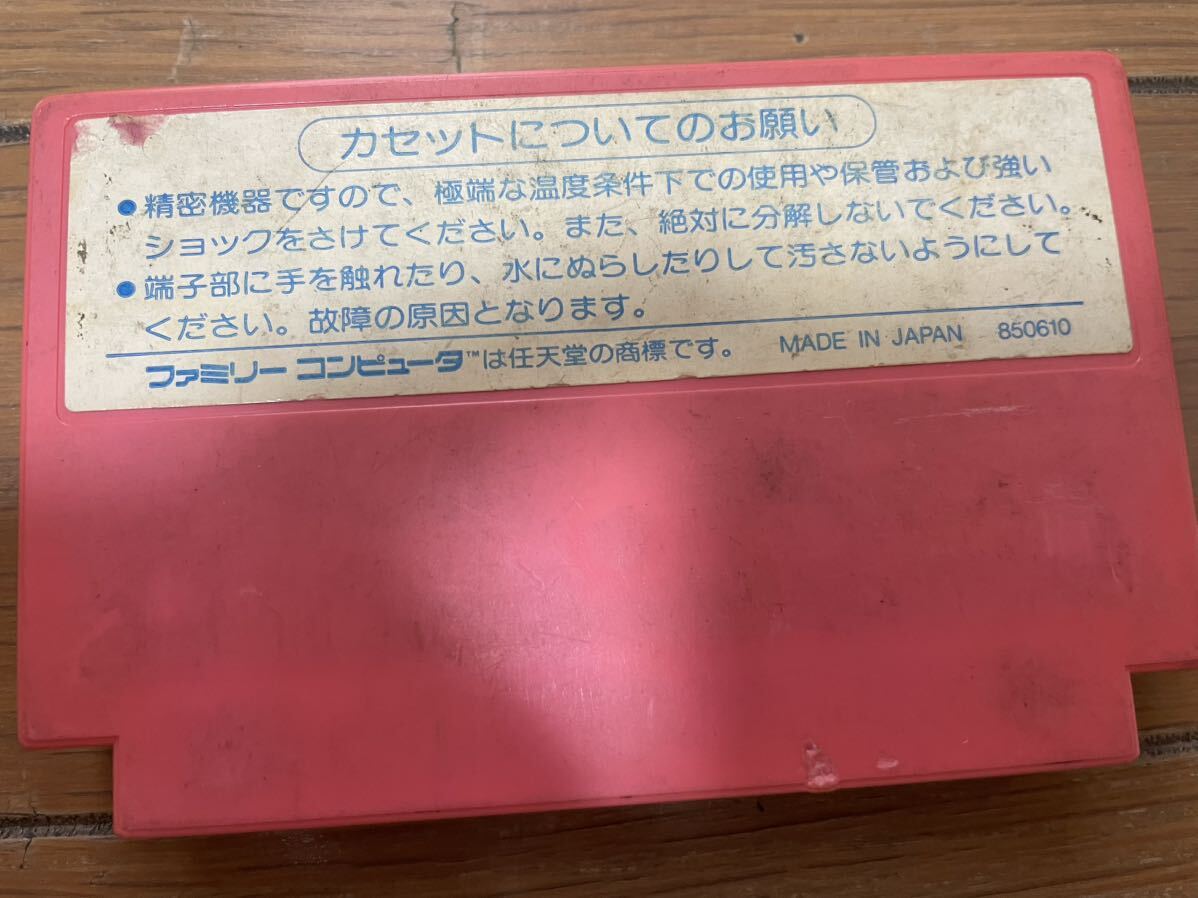 カセットについてのお願い
●精密機器ですので、極端な温度条件下での使用や保管および強い
ショックをさけてください。また、絶対に分解しないでください。
●端子部に手を触れたり、水にぬらしたりして汚さないようにして
ください。故障の原因となります。
ファミリー コンピュータ™は任天堂の商標です。 MADE IN JAPAN 850610